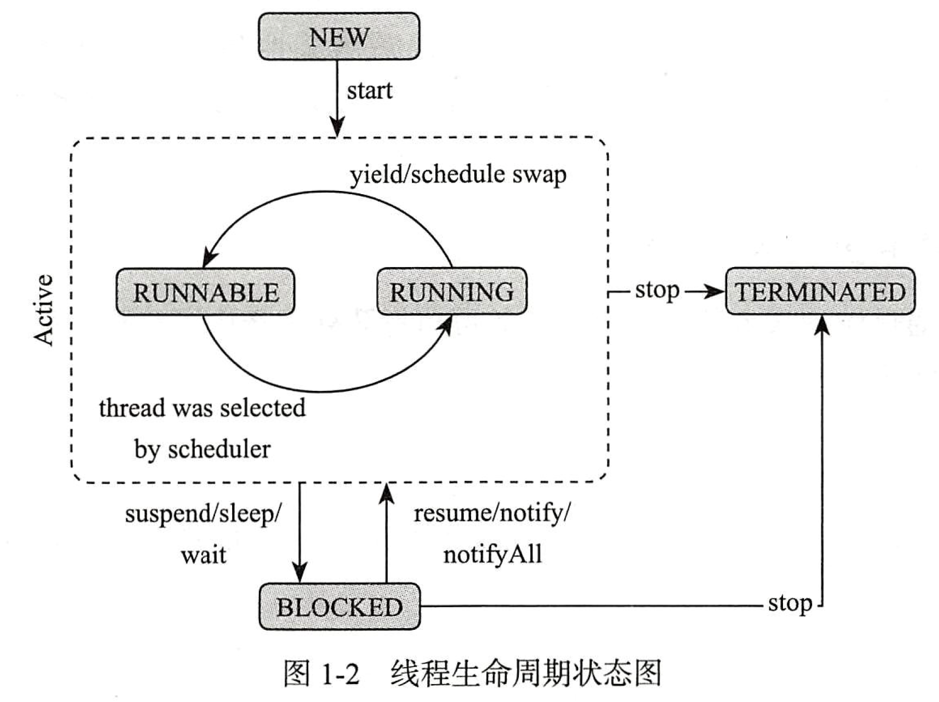 NEW
start
yield/schedule swap
Active
RUNNABLE
RUNNING
stop
TERMINATED
thread was selected
by scheduler
suspend/sleep/
wait
resume/notify/
notifyAll
BLOCKED
stop
图 1-2 线程生命周期状态图